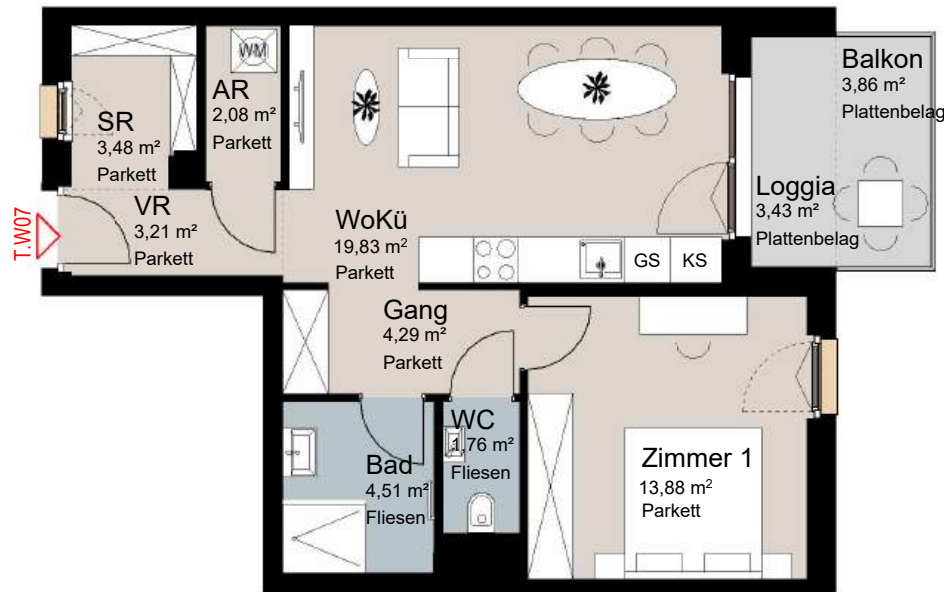 T.W07
SR
3,48 m²
Parkett
VR
3,21 m²
Parkett
WM
AR
2,08 m²
Parkett
WoKü
19,83 m²
Parkett
GS
KS
Balkon
3,86 m²
Plattenbelag
Loggia
3,43 m²
Plattenbelag
Gang
4,29 m²
Parkett
Bad
4,51 m²
Fliesen
WC
1,76 m²
Fliesen
Zimmer 1
13,88 m²
Parkett